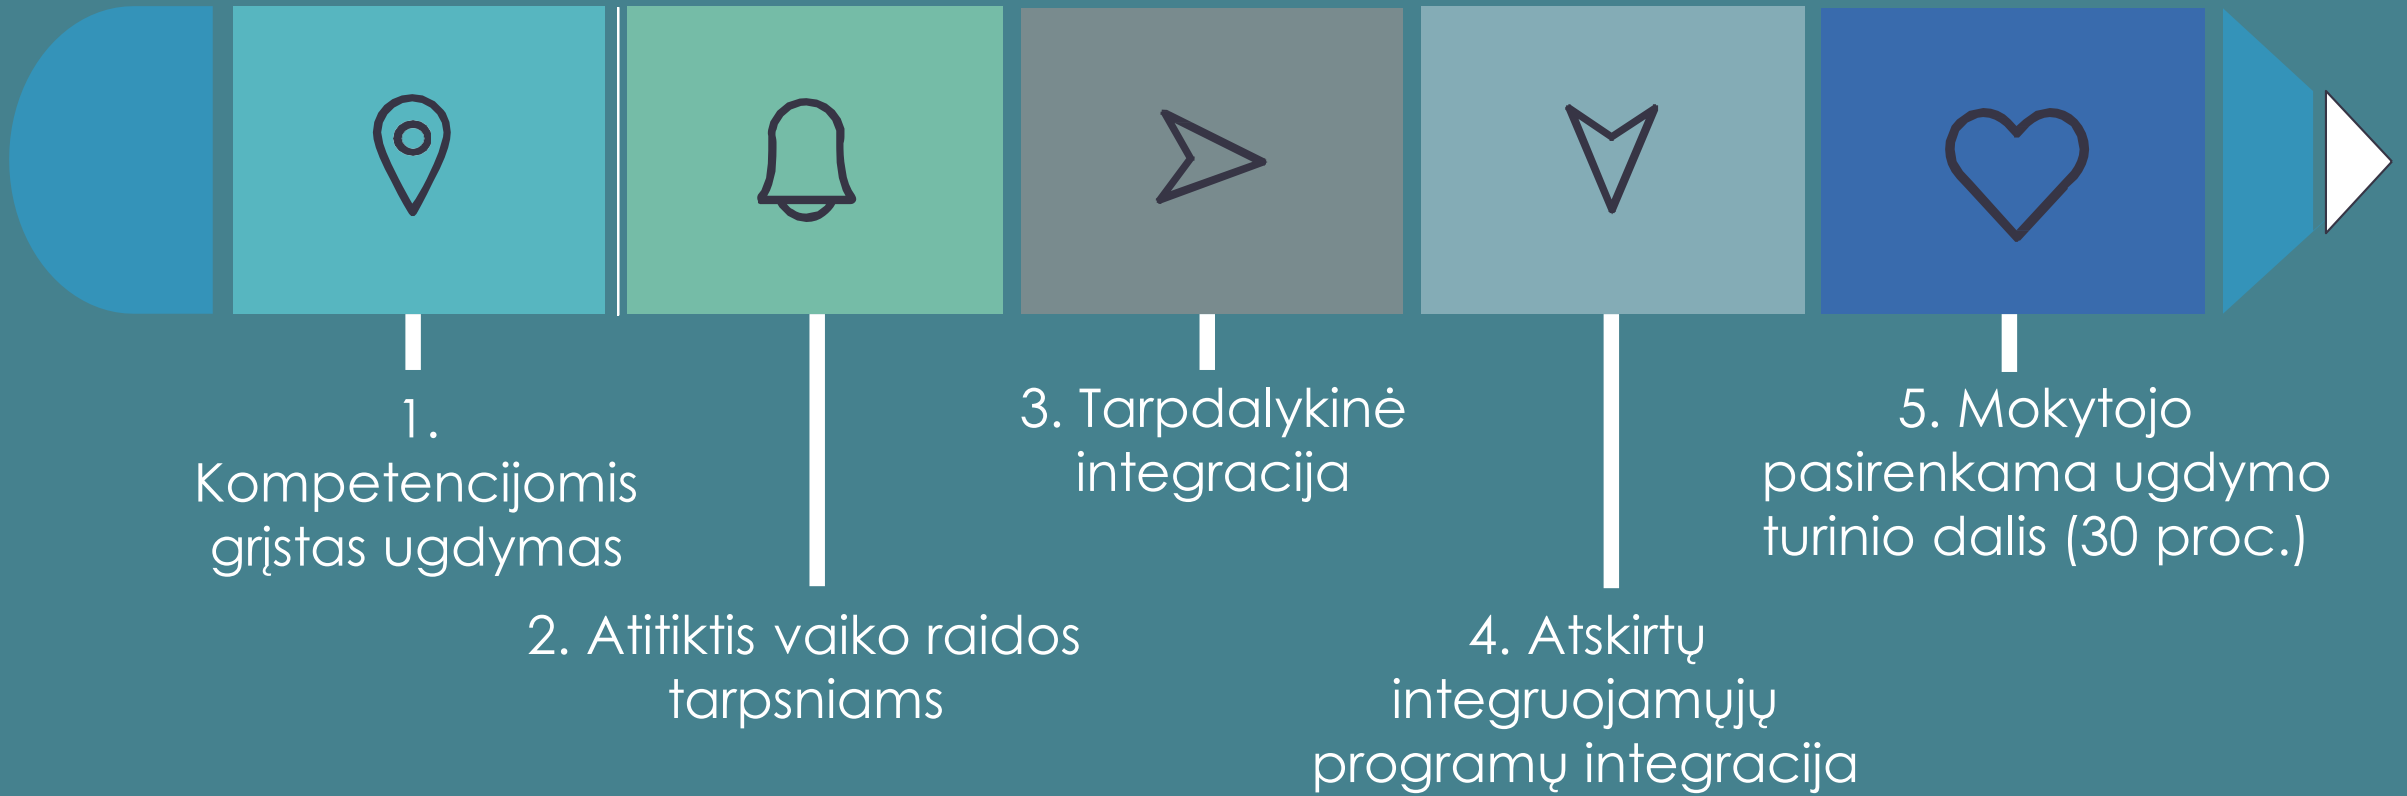 1.
Kompetencijomis
grįstas ugdymas
2. Atitiktis vaiko raidos
tarpsniams
3. Tarpdalykinė
integracija
4. Atskirtų
integruojamųjų
programų integracija
5. Mokytojo
pasirenkama ugdymo
turinio dalis (30 proc.)